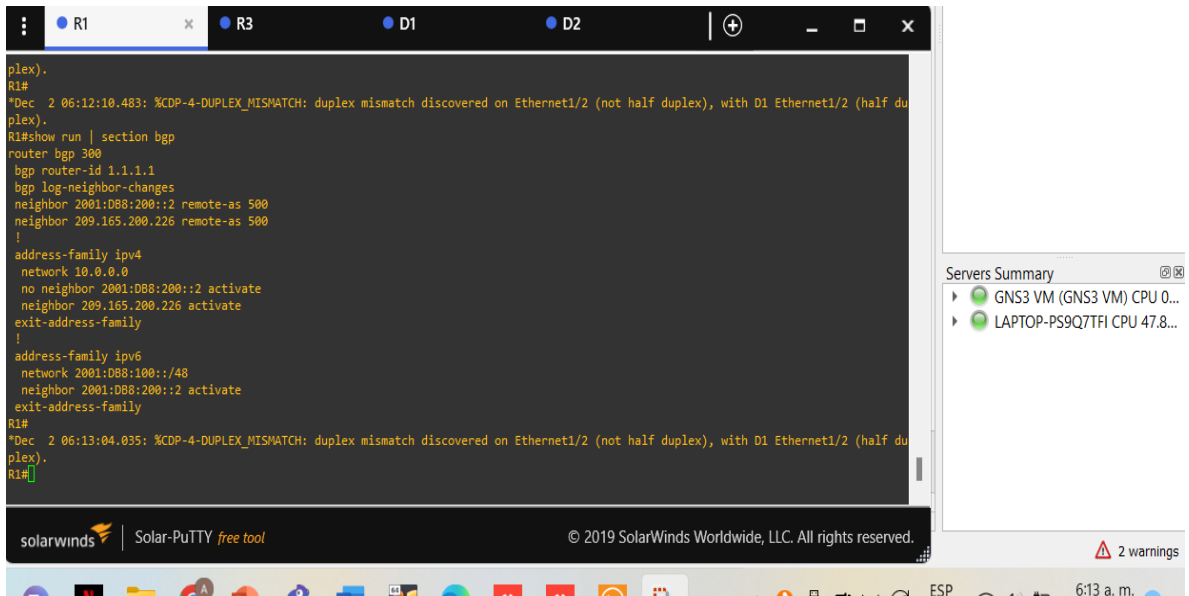 R1 × R3 D1 D2
plex).
R1#
*Dec  2 06:12:10.483: %CDP-4-DUPLEX_MISMATCH: duplex mismatch discovered on Ethernet1/2 (not half duplex), with D1 Ethernet1/2 (half du
plex).
R1#show run | section bgp
router bgp 300
 bgp router-id 1.1.1.1
 bgp log-neighbor-changes
 neighbor 2001:DB8:200::2 remote-as 500
 neighbor 209.165.200.226 remote-as 500
 !
 address-family ipv4
  network 10.0.0.0
  no neighbor 2001:DB8:200::2 activate
  neighbor 209.165.200.226 activate
 exit-address-family
 !
 address-family ipv6
  network 2001:DB8:100::/48
  neighbor 2001:DB8:200::2 activate
 exit-address-family
R1#
*Dec  2 06:13:04.035: %CDP-4-DUPLEX_MISMATCH: duplex mismatch discovered on Ethernet1/2 (not half duplex), with D1 Ethernet1/2 (half du
plex).
R1#
solarwinds | Solar-PuTTY free tool © 2019 SolarWinds Worldwide, LLC. All rights reserved.
Servers Summary
GNS3 VM (GNS3 VM) CPU 0...
LAPTOP-PS9Q7TFI CPU 47.8...
2 warnings
ESP
6:13 a. m.